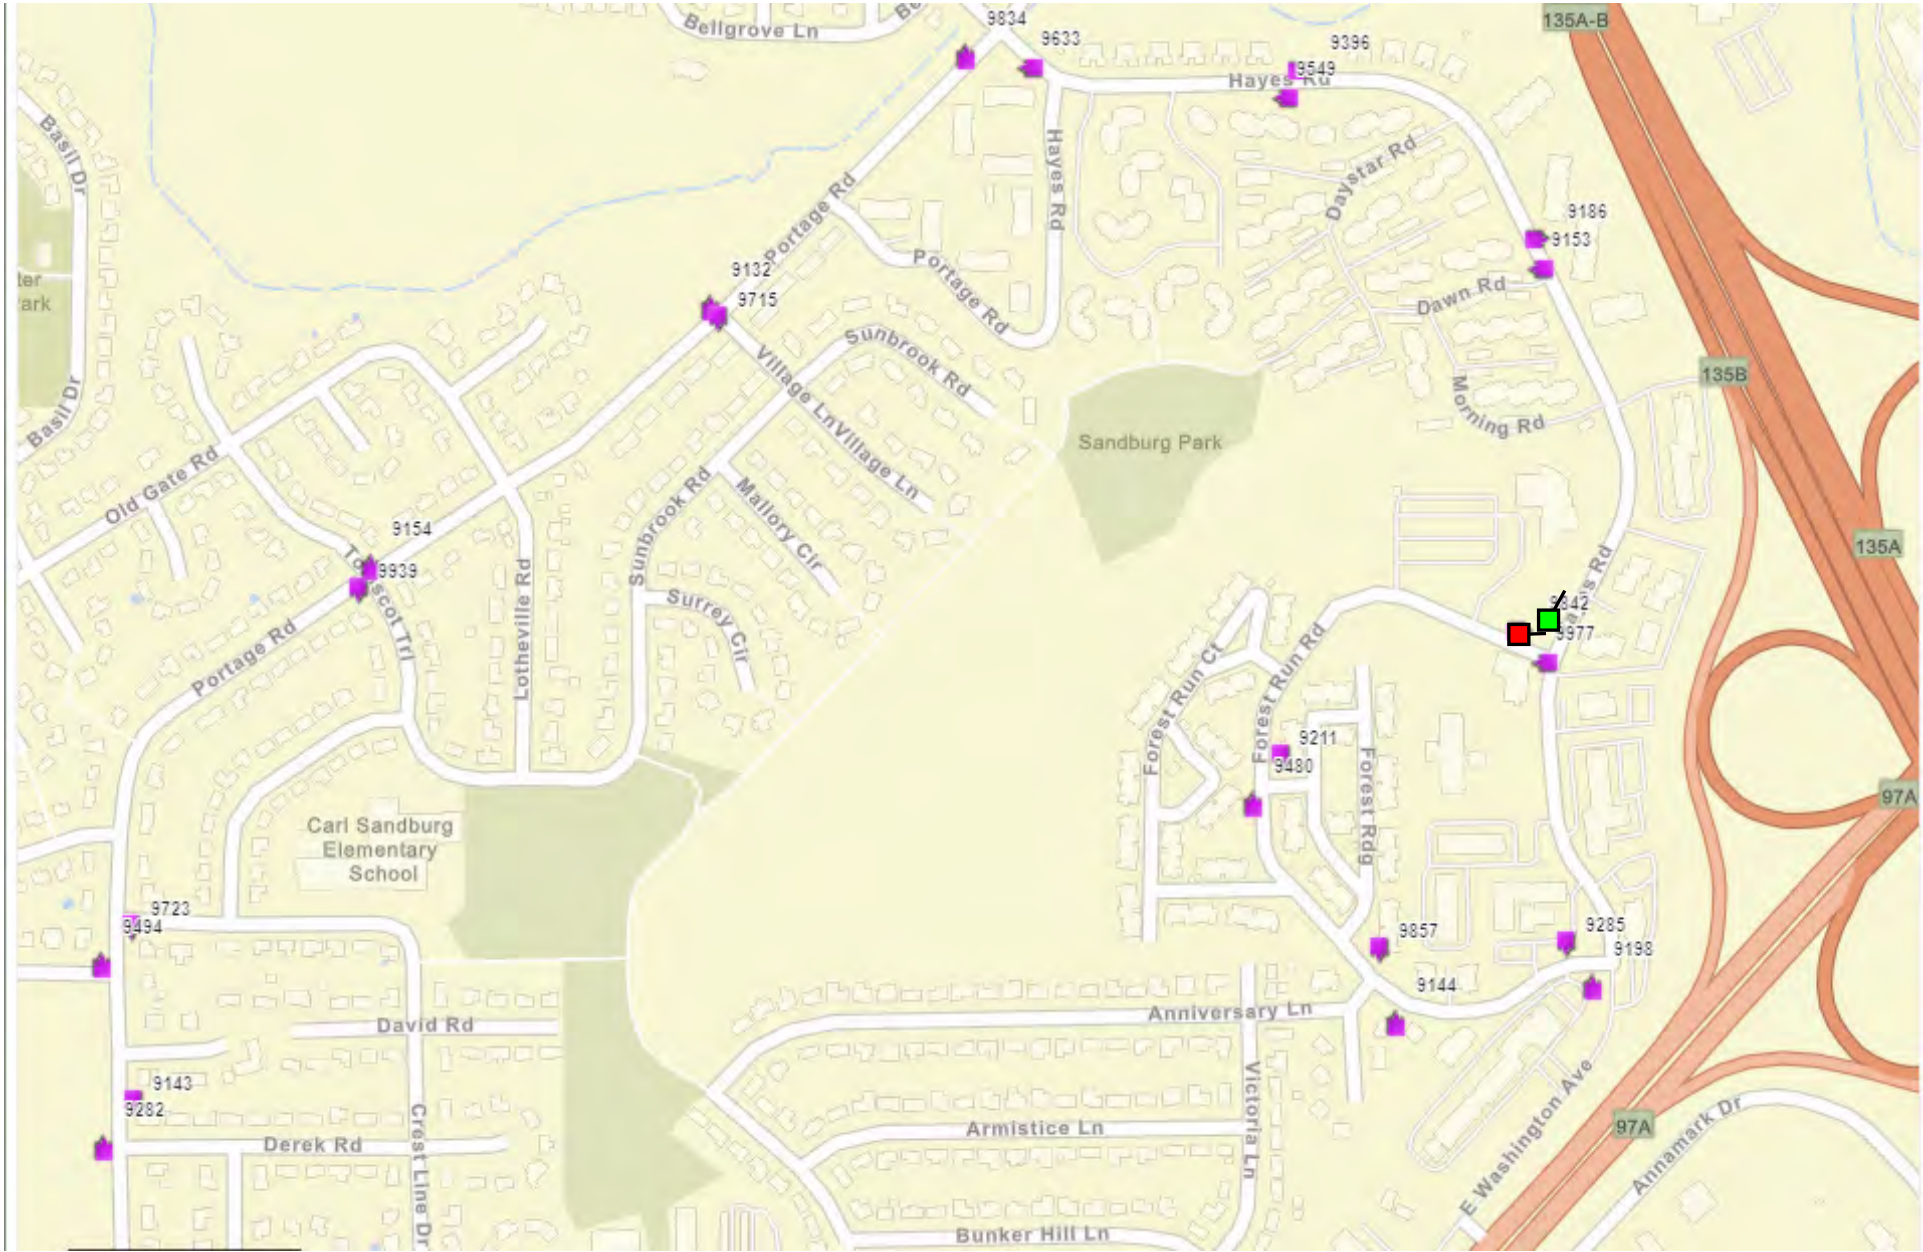 9834
135A-B
Bellgrove Ln
9633
9396
9549
Hayes Rd
Basil Dr
Hayes Rd
Daystar Rd
Portage Rd
9186
9153
9132
9715
Portage Rd
Dawn Rd
Sunbrook Rd
135B
Basil Dr
Village Ln
Village Ln
Morning Rd
Sandburg Park
Old Gate Rd
Sunbrook Rd
Mallory Cir
9154
9939
135A
Lotheville Rd
Surrey Cir
9842
9977
Portage Rd
Forest Run Ct
Forest Run Rd
9211
9480
Forest Rdg
97A
Carl Sandburg
Elementary
School
9723
9494
9857
9285
9198
9144
Anniversary Ln
David Rd
9143
9282
Victoria Ln
E Washington Ave
97A
Annamark Dr
Armistice Ln
Derek Rd
Crest Line Dr
Bunker Hill Ln